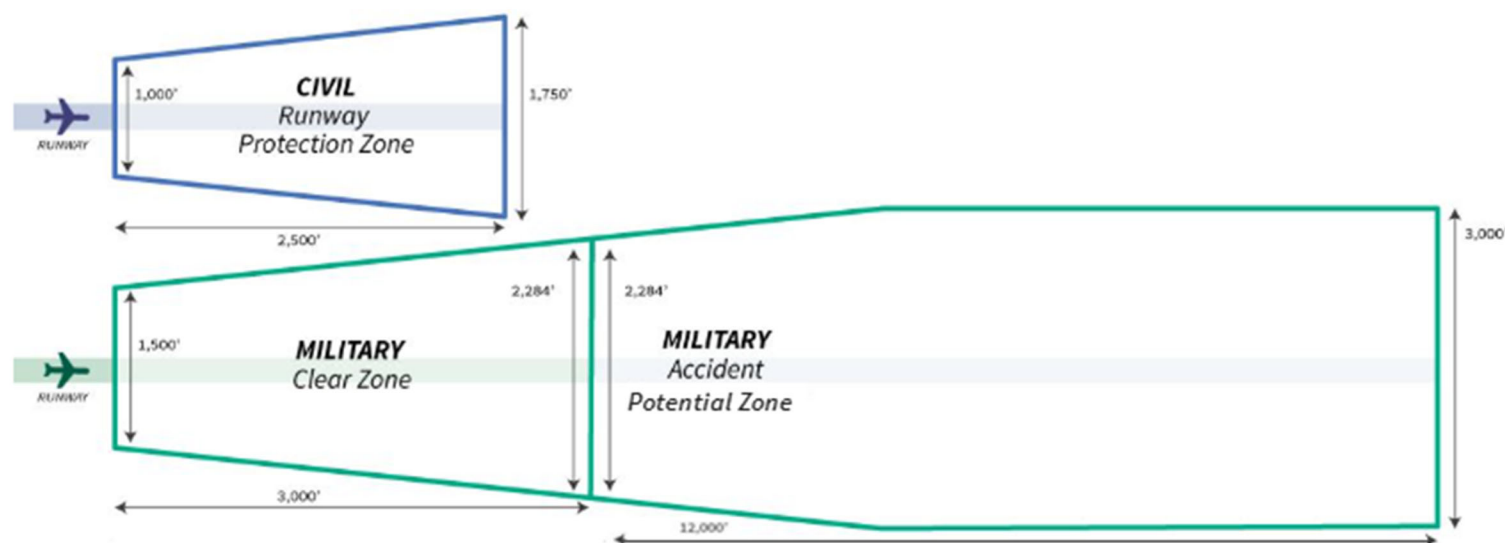 CIVIL
Runway
Protection Zone
1,000'
1,750'
RUNWAY
2,500'
MILITARY
Clear Zone
1,500'
2,284'
RUNWAY
3,000'
2,284'
MILITARY
Accident
Potential Zone
3,000'
12,000'